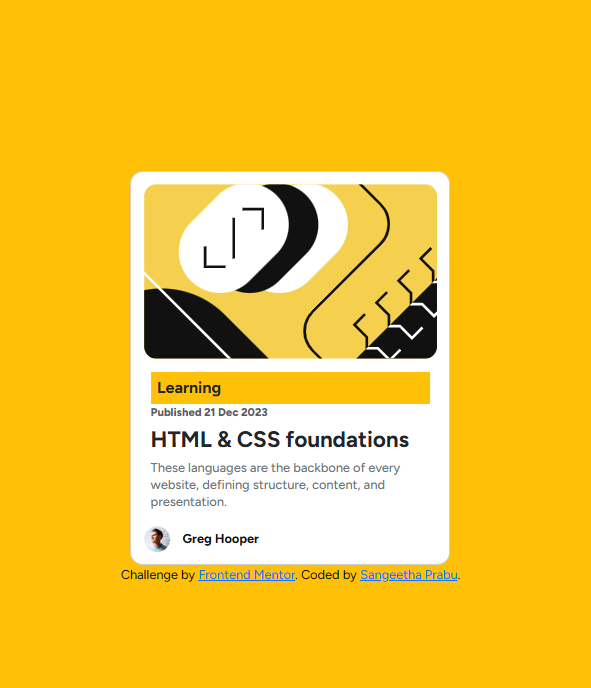 Learning
Published 21 Dec 2023
HTML & CSS foundations
These languages are the backbone of every
website, defining structure, content, and
presentation.
Greg Hooper
Challenge by Frontend Mentor. Coded by Sangeetha Prabu.